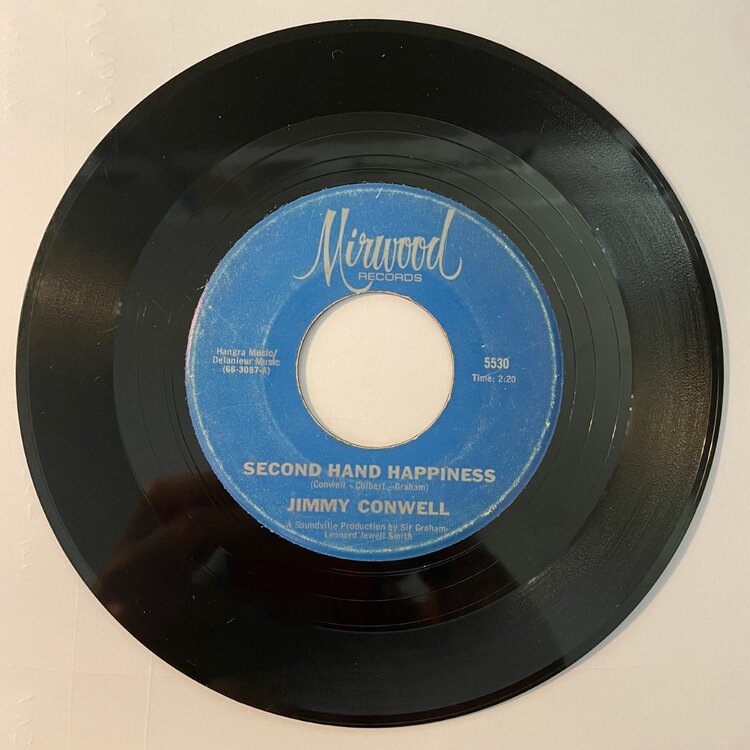 Mirwood
RECORDS
Hangra Music/
Delanieur Music
(66-3087-A)
5530
Time: 2:20
SECOND HAND HAPPINESS
(Conwell - Colbert - Graham)
JIMMY CONWELL
A Soundville Production by Sir Graham-
Leonard Jewell Smith